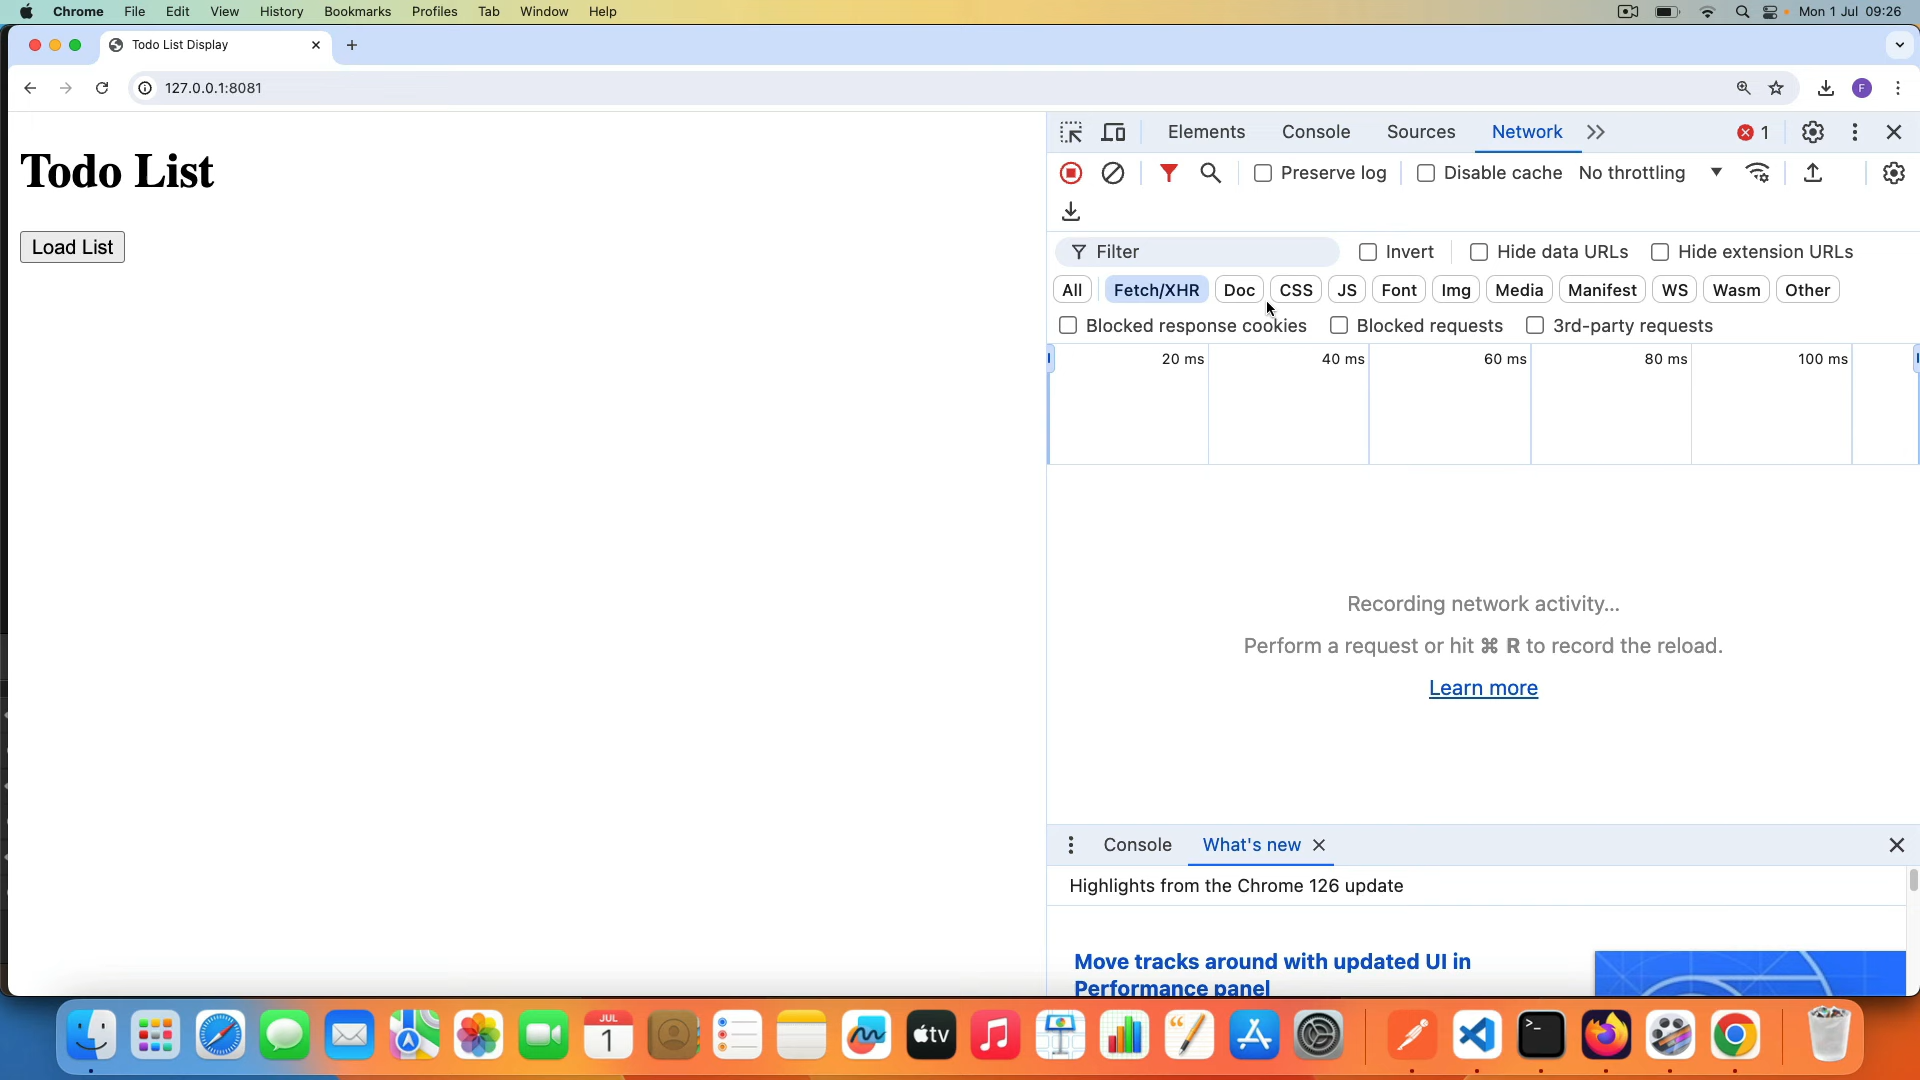 Chrome File Edit View History Bookmarks Profiles Tab Window Help Mon 1 Jul 09:26
Todo List Display
127.0.0.1:8081 F
Todo List
Load List
Elements Console Sources Network 1
Preserve log Disable cache No throttling
Filter Invert Hide data URLs Hide extension URLs
All Fetch/XHR Doc CSS JS Font Img Media Manifest WS Wasm Other
Blocked response cookies Blocked requests 3rd-party requests
20 ms 40 ms 60 ms 80 ms 100 ms
Recording network activity...
Perform a request or hit ⌘ R to record the reload.
Learn more
Console What's new
Highlights from the Chrome 126 update
Move tracks around with updated UI in
Performance panel
JUL
1
tv